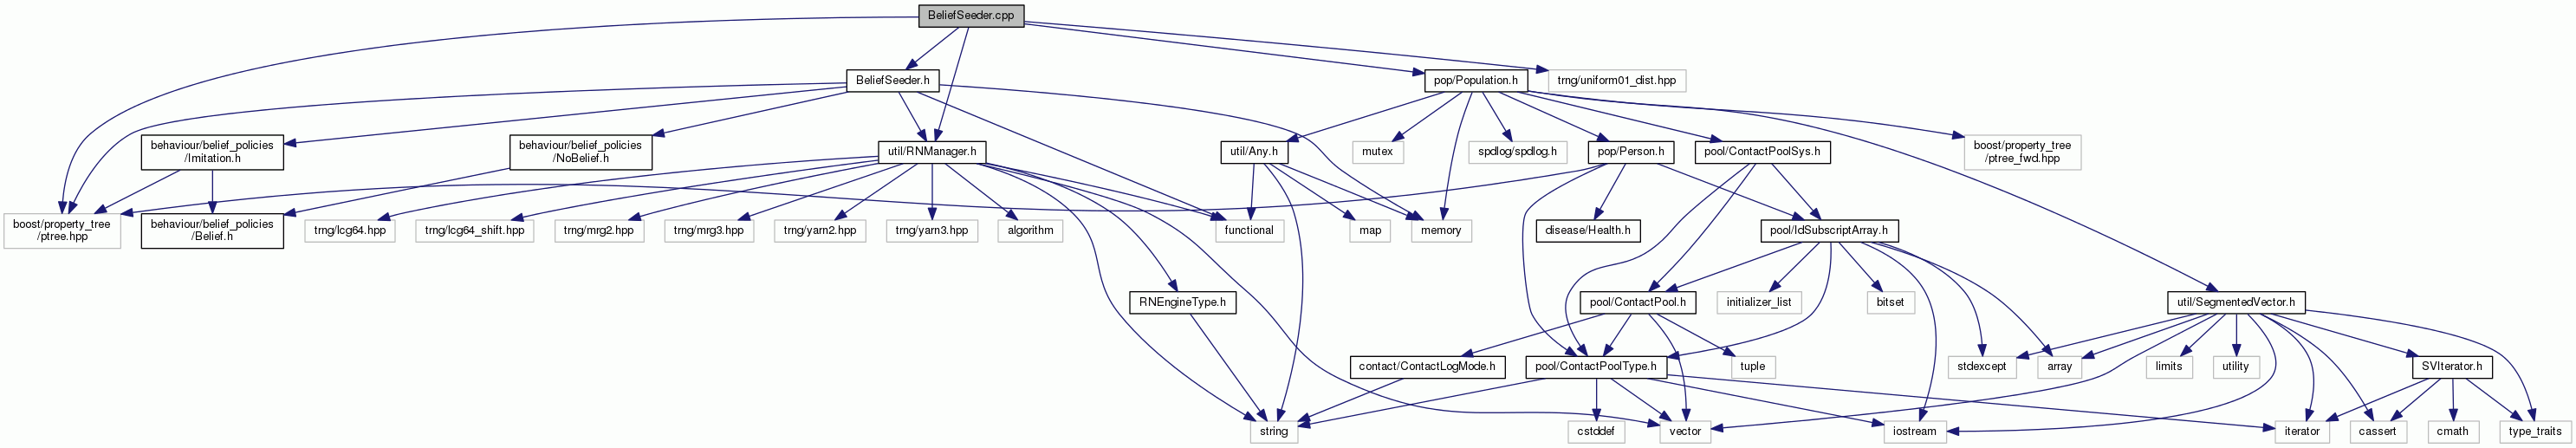 BeliefSeeder.cpp
BeliefSeeder.h
pop/Population.h
trng/uniform01_dist.hpp
behaviour/belief_policies
/Imitation.h
behaviour/belief_policies
/NoBelief.h
util/RNManager.h
util/Any.h
mutex
spdlog/spdlog.h
pop/Person.h
pool/ContactPoolSys.h
boost/property_tree
/ptree_fwd.hpp
boost/property_tree
/ptree.hpp
behaviour/belief_policies
/Belief.h
trng/lcg64.hpp
trng/lcg64_shift.hpp
trng/mrg2.hpp
trng/mrg3.hpp
trng/yarn2.hpp
trng/yarn3.hpp
algorithm
functional
map
memory
disease/Health.h
pool/IdSubscriptArray.h
RNEngineType.h
pool/ContactPool.h
initializer_list
bitset
util/SegmentedVector.h
contact/ContactLogMode.h
pool/ContactPoolType.h
tuple
stdexcept
array
limits
utility
SVIterator.h
string
cstddef
vector
iostream
iterator
cassert
cmath
type_traits